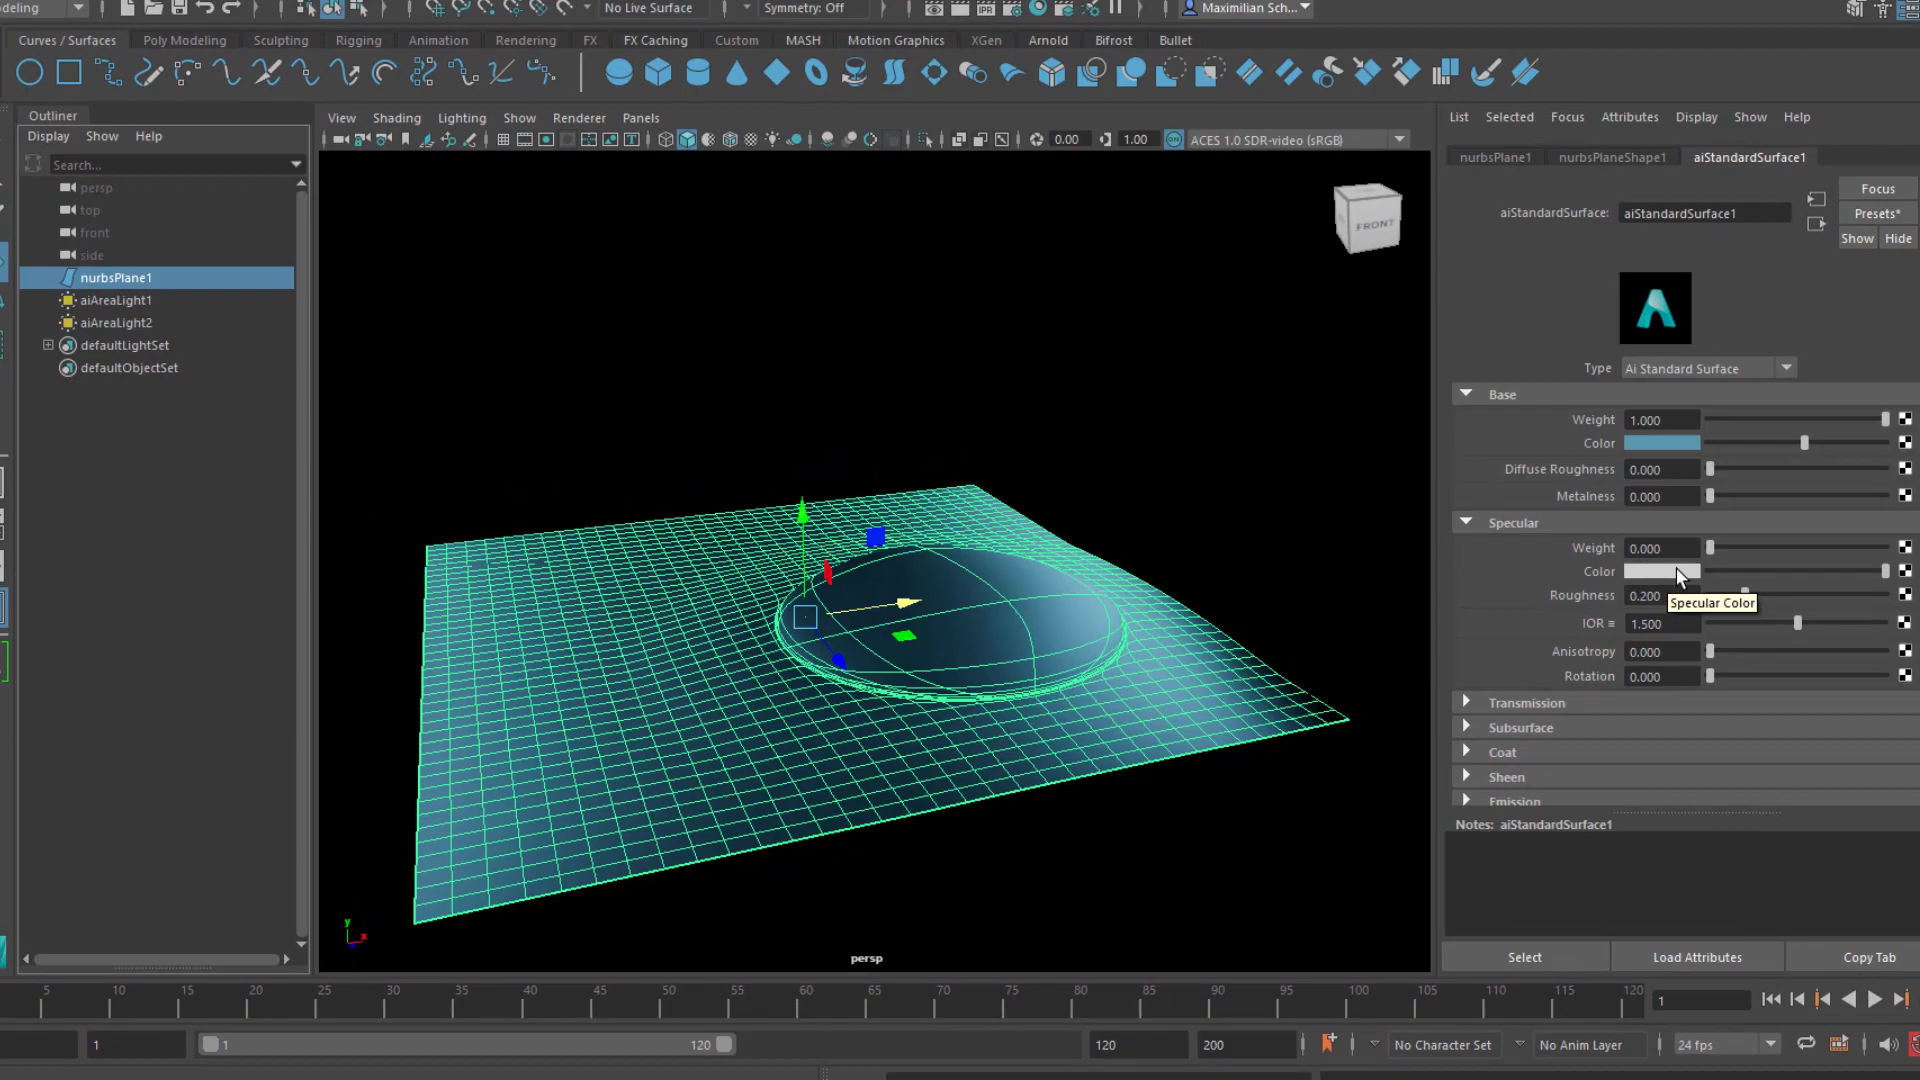 deling
No Live Surface
Symmetry: Off
IPR
Maximilian Sch...
Curves / Surfaces
Poly Modeling
Sculpting
Rigging
Animation
Rendering
FX
FX Caching
Custom
MASH
Motion Graphics
XGen
Arnold
Bifrost
Bullet
Outliner
Display
Show
Help
Search...
persp
top
front
side
nurbsPlane1
aiAreaLight1
aiAreaLight2
defaultLightSet
defaultObjectSet
View
Shading
Lighting
Show
Renderer
Panels
0.00
1.00
ACES 1.0 SDR-video (sRGB)
FRONT
y
x
persp
List
Selected
Focus
Attributes
Display
Show
Help
nurbsPlane1
nurbsPlaneShape1
aiStandardSurface1
aiStandardSurface:
aiStandardSurface1
Focus
Presets*
Show
Hide
Type
Ai Standard Surface
Base
Weight
1.000
Color
Diffuse Roughness
0.000
Metalness
0.000
Specular
Weight
0.000
Color
Roughness
0.200
Specular Color
IOR
1.500
Anisotropy
0.000
Rotation
0.000
Transmission
Subsurface
Coat
Sheen
Emission
Notes: aiStandardSurface1
Select
Load Attributes
Copy Tab
5
10
15
20
25
30
35
40
45
50
55
60
65
70
75
80
85
90
95
100
105
110
115
120
1
1
1
120
120
200
No Character Set
No Anim Layer
24 fps